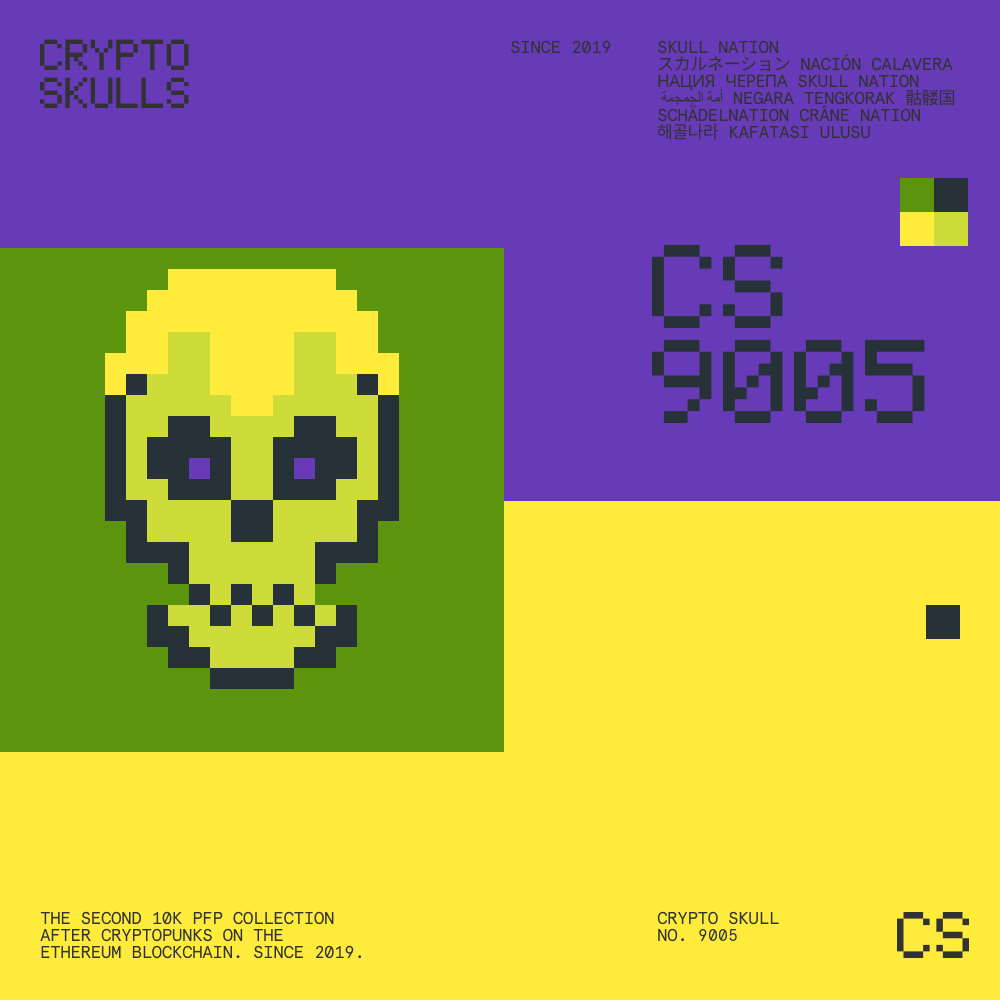 CRYPTO
SKULLS
SINCE 2019
SKULL NATION
スカルネーション NACIÓN CALAVERA
НАЦИЯ ЧЕРЕПА SKULL NATION
أمة الجمجمة NEGARA TENGKORAK 骷髅国
SCHÄDELNATION CRÂNE NATION
해골나라 KAFATASI ULUSU
CS
9005
THE SECOND 10K PFP COLLECTION
AFTER CRYPTOPUNKS ON THE
ETHEREUM BLOCKCHAIN. SINCE 2019.
CRYPTO SKULL
NO. 9005
CS